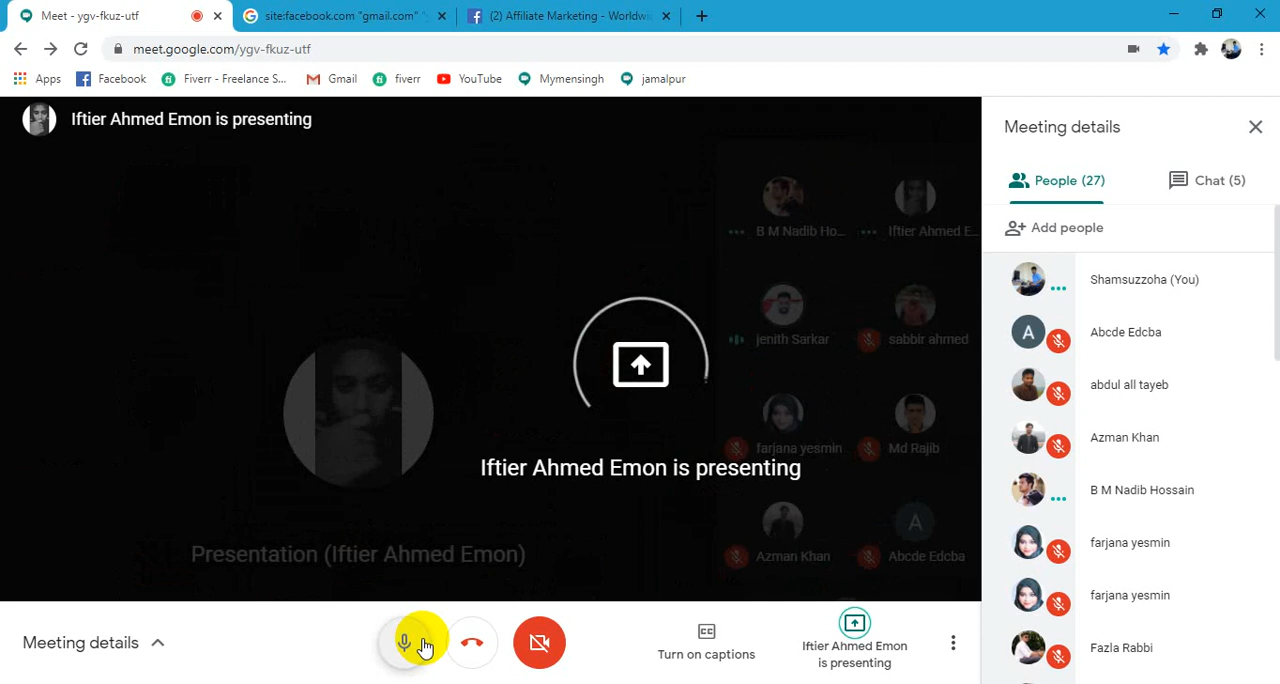 Meet - ygv-fkuz-utf
site:facebook.com "gmail.com" "
(2) Affiliate Marketing - Worldwi
meet.google.com/ygv-fkuz-utf
Apps
Facebook
Fiverr - Freelance S...
Gmail
fiverr
YouTube
Mymensingh
jamalpur
Iftier Ahmed Emon is presenting
B M Nadib Ho...
Iftier Ahmed E...
jenith Sarkar
sabbir ahmed
farjana yesmin
Md Rajib
Iftier Ahmed Emon is presenting
Azman Khan
Abcde Edcba
Presentation (Iftier Ahmed Emon)
Meeting details
Turn on captions
Iftier Ahmed Emon
is presenting
Meeting details
People (27)
Chat (5)
Add people
Shamsuzzoha (You)
A
Abcde Edcba
abdul all tayeb
Azman Khan
B M Nadib Hossain
farjana yesmin
farjana yesmin
Fazla Rabbi